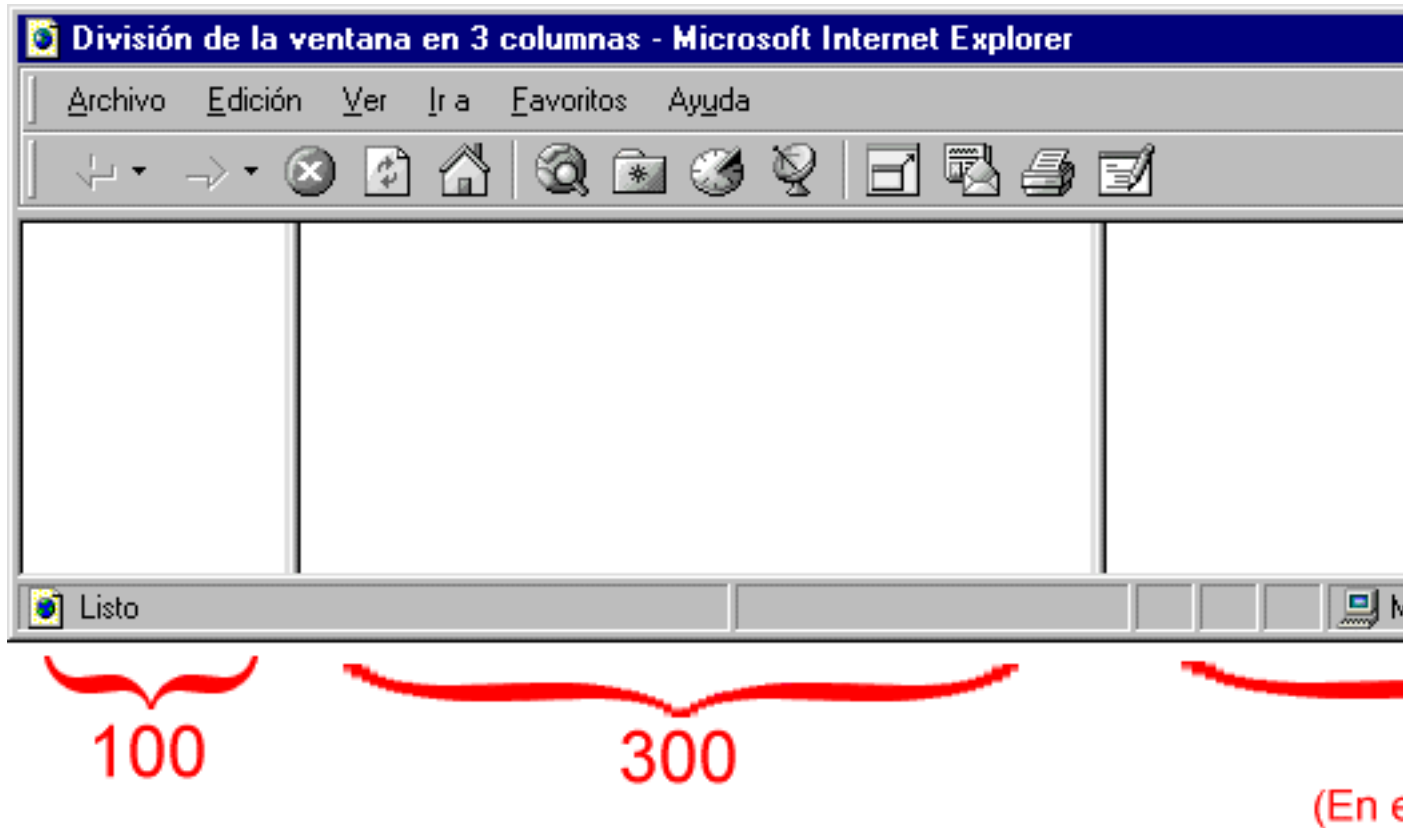 División de la ventana en 3 columnas - Microsoft Internet Explorer
Archivo Edición Ver Ir a Favoritos Ayuda
Listo
100 300
(En e